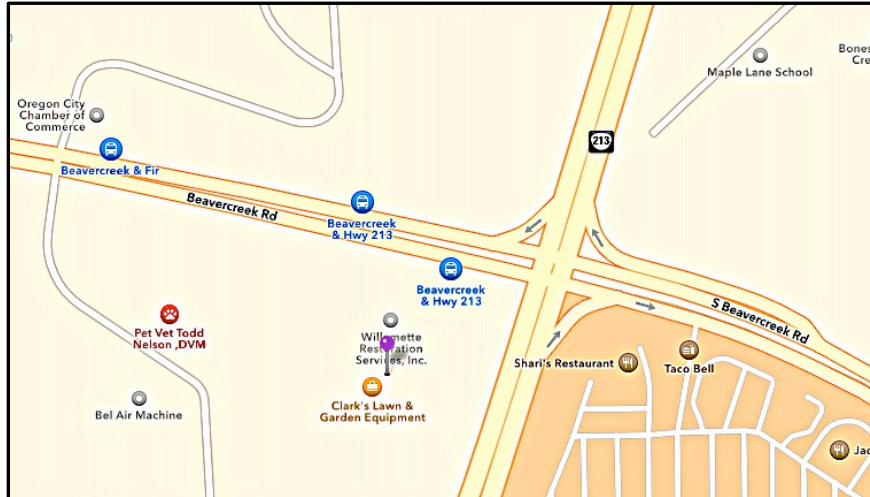 Bones
Cre
Maple Lane School
Oregon City
Chamber of
Commerce
213
Beavercreek & Fir
Beavercreek Rd
Beavercreek
& Hwy 213
Beavercreek
& Hwy 213
S Beavercreek Rd
Pet Vet Todd
Nelson ,DVM
Willamette
Restoration
Services, Inc.
Shari's Restaurant
Taco Bell
Bel Air Machine
Clark's Lawn &
Garden Equipment
Jac